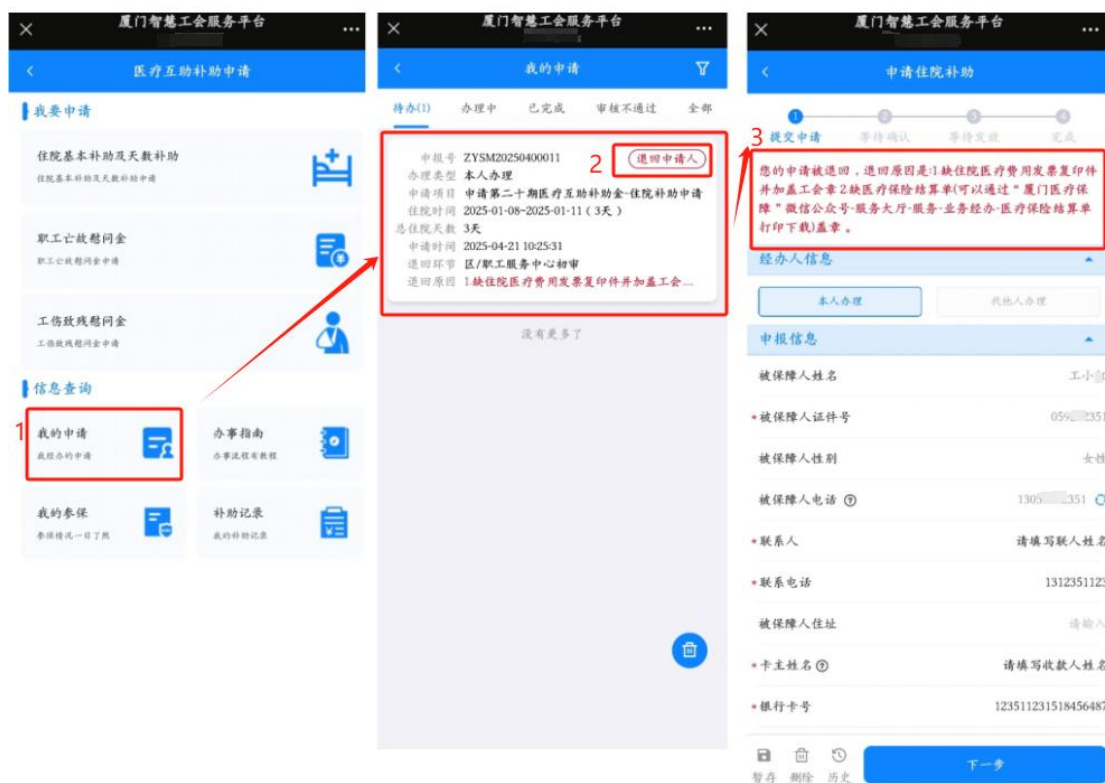 厦门智慧工会服务平台
医疗互助补助申请
我要申请
住院基本补助及天数补助
住院基本补助及天数补助申请
职工亡故慰问金
职工亡故慰问金申请
工伤致残慰问金
工伤致残慰问金申请
信息查询
1
我的申请
我经办的申请
办事指南
办事流程有教程
我的参保
参保情况一目了然
补助记录
我的补助记录
厦门智慧工会服务平台
我的申请
待办(1) 办理中 已完成 审核不通过 全部
申报号 ZYSM20250400011
2 退回申请人
办理类型 本人办理
申请项目 申请第二十期医疗互助补助金-住院补助申请
住院时间 2025-01-08~2025-01-11 ( 3天 )
总住院天数 3天
申请时间 2025-04-21 10:25:31
退回环节 区/职工服务中心初审
退回原因 1.缺住院医疗费用发票复印件并加盖工会...
没有更多了
厦门智慧工会服务平台
申请住院补助
1 2 3 4
3 提交申请 等待确认 等待发放 完成
您的申请被退回，退回原因是:1缺住院医疗费用发票复印件
并加盖工会章2缺医疗保险结算单(可以通过“厦门医疗保
障”微信公众号-服务大厅-服务-业务经办-医疗保险结算单
打印下载)盖章。
经办人信息
本人办理 代他人办理
申报信息
被保障人姓名 工小
*被保障人证件号 059 2351
被保障人性别 女性
被保障人电话 ? 1305 351
*联系人 请填写联人姓名
*联系电话 1312351123
被保障人住址 请输入
*卡主姓名 ? 请填写收款人姓名
*银行卡号 123511231518456487
暂存 删除 历史
下一步